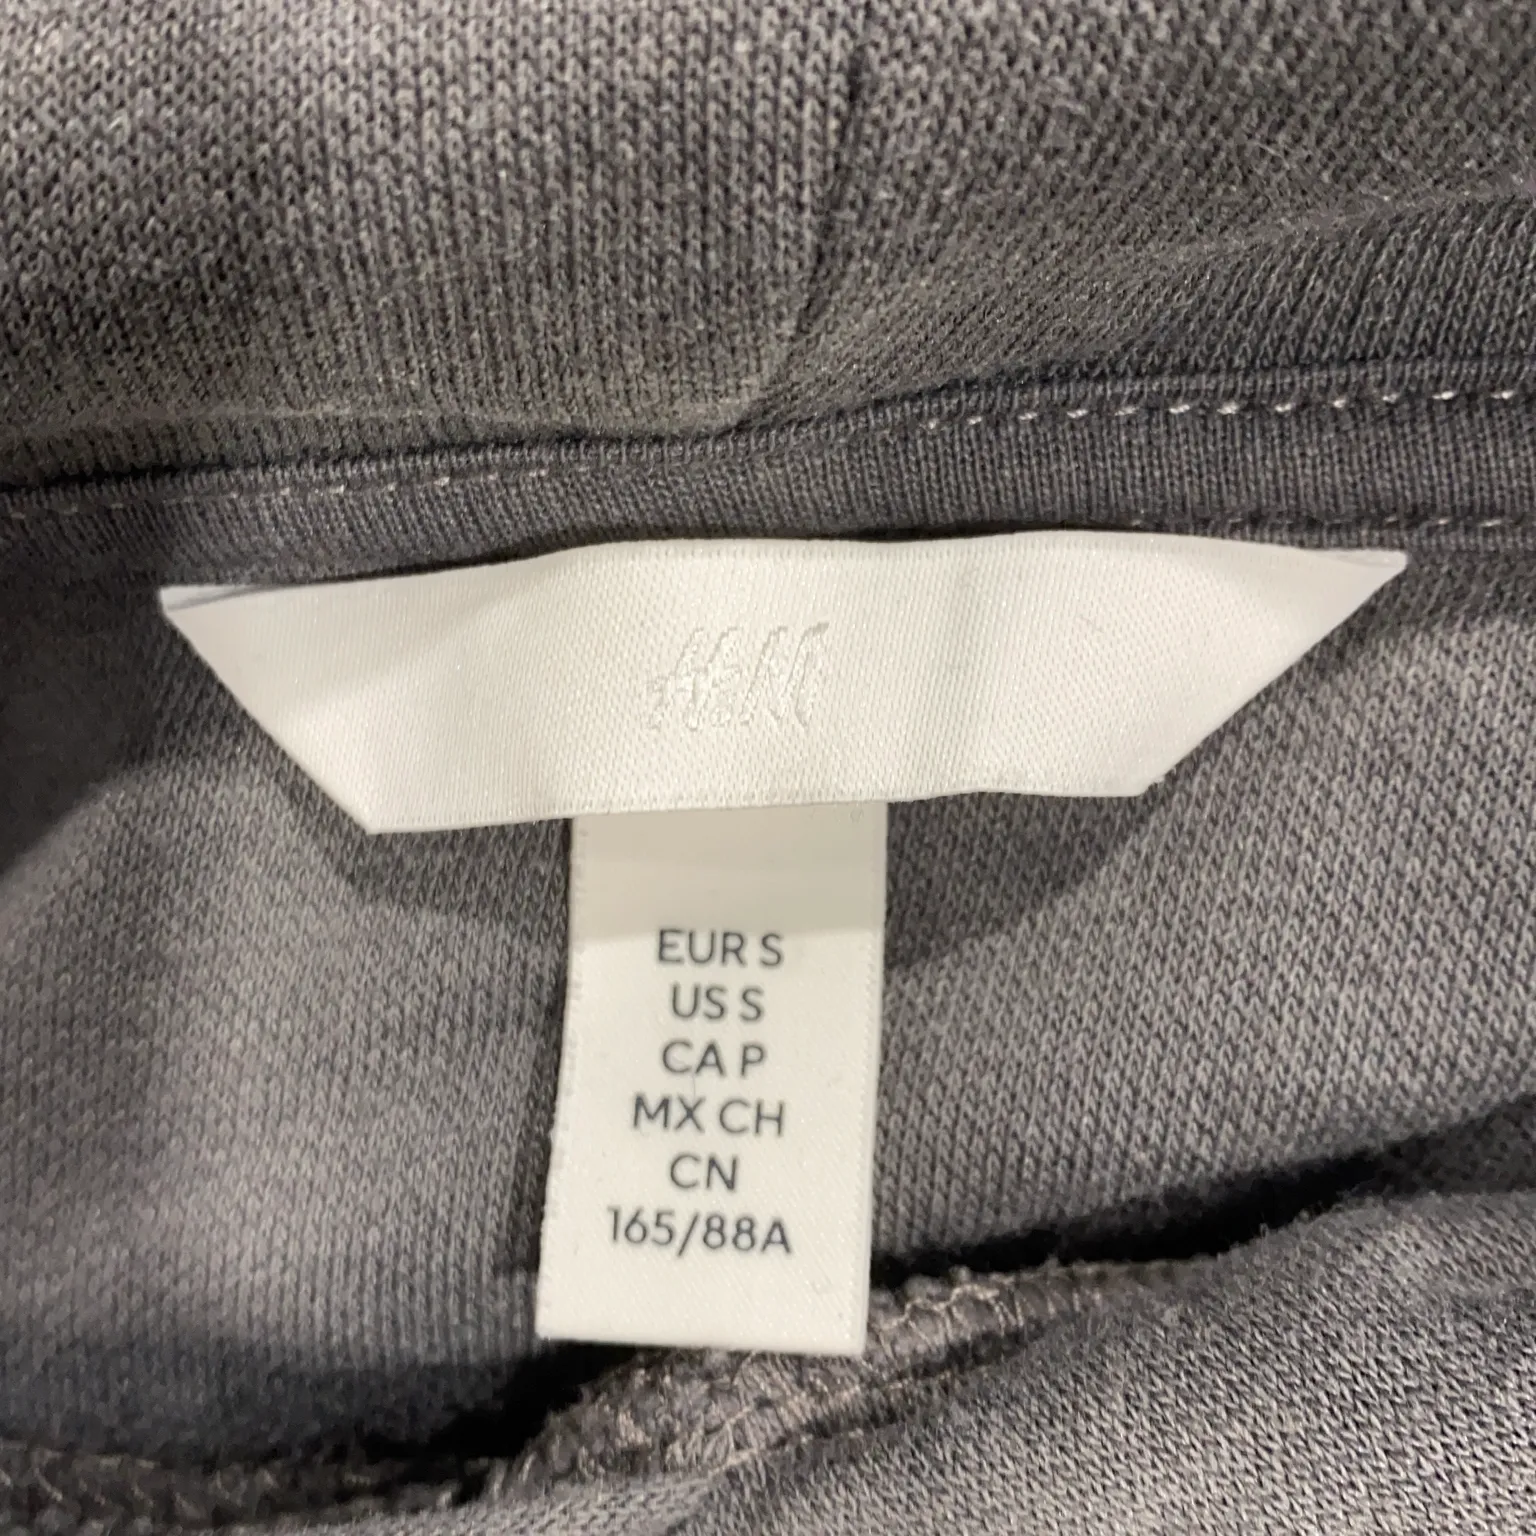 H&M
EUR S
US S
CA P
MX CH
CN
165/88A